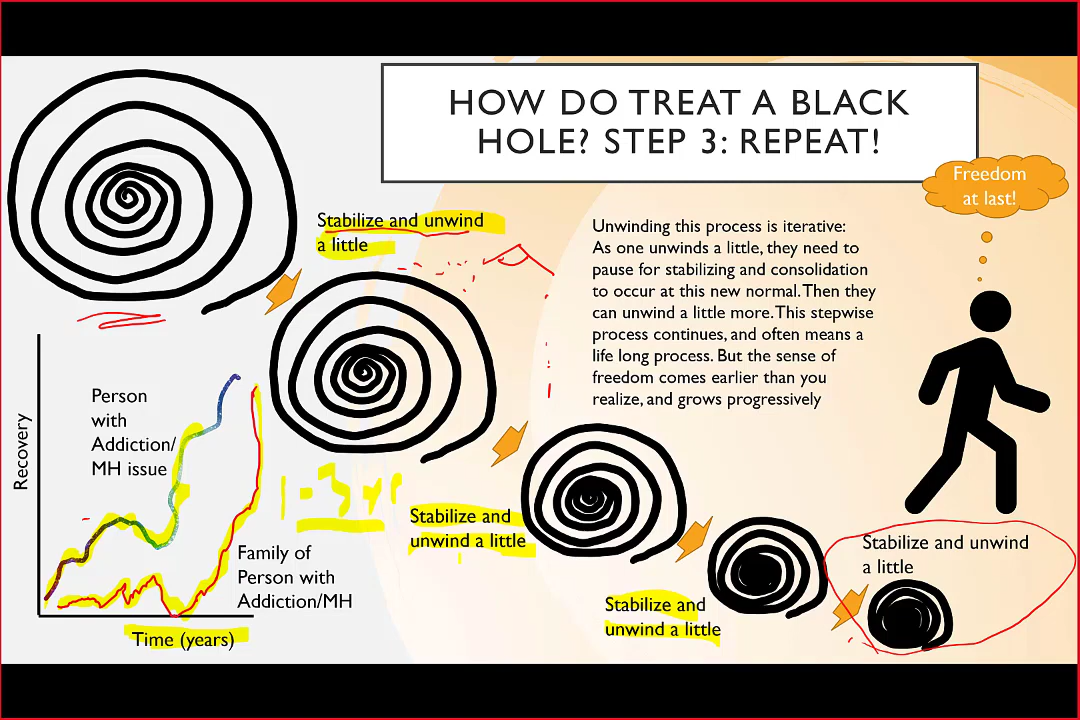 HOW DO TREAT A BLACK
HOLE? STEP 3: REPEAT!
Freedom
at last!
Stabilize and unwind
a little
Unwinding this process is iterative:
As one unwinds a little, they need to
pause for stabilizing and consolidation
to occur at this new normal. Then they
can unwind a little more. This stepwise
process continues, and often means a
life long process. But the sense of
freedom comes earlier than you
realize, and grows progressively
Recovery
Person
with
Addiction/
MH issue
Family of
Person with
Addiction/MH
Time (years)
Stabilize and
unwind a little
Stabilize and
unwind a little
Stabilize and unwind
a little